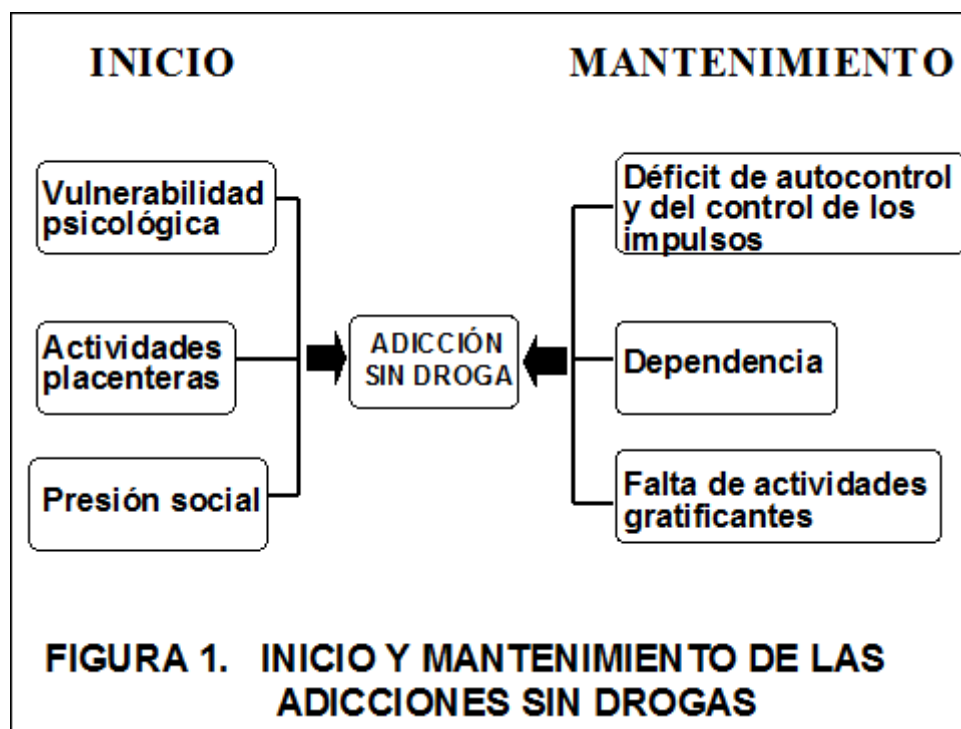 INICIO
MANTENIMIENTO
Vulnerabilidad
psicológica
Actividades
placenteras
Presión social
ADICCIÓN
SIN DROGA
Déficit de autocontrol
y del control de los
impulsos
Dependencia
Falta de actividades
gratificantes
FIGURA 1. INICIO Y MANTENIMIENTO DE LAS
ADICCIONES SIN DROGAS